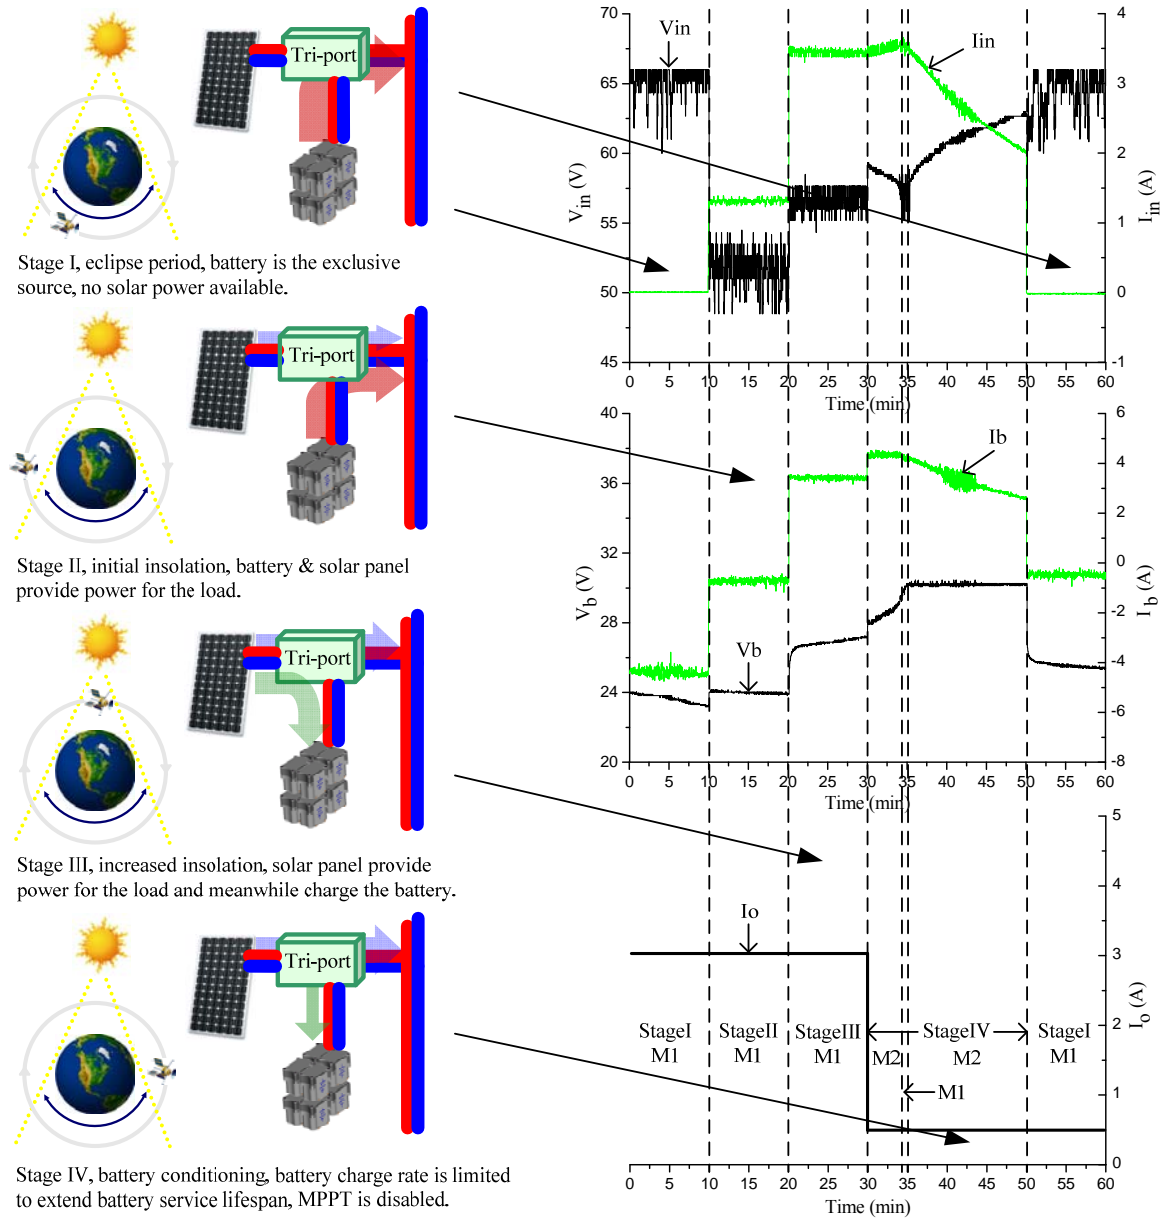 Tri-port
Stage I, eclipse period, battery is the exclusive
source, no solar power available.
Tri-port
Stage II, initial insolation, battery & solar panel
provide power for the load.
Tri-port
Stage III, increased insolation, solar panel provide
power for the load and meanwhile charge the battery.
Tri-port
Stage IV, battery conditioning, battery charge rate is limited
to extend battery service lifespan, MPPT is disabled.
70
65
60
55
50
45
Vin (V)
Vin
Iin
4
3
2
1
0
-1
Iin (A)
0 5 10 15 20 25 30 35 40 45 50 55 60
Time (min)
40
36
32
28
24
20
Vb (V)
Ib
Vb
6
4
2
0
-2
-4
-6
-8
Ib (A)
0 5 10 15 20 25 30 35 40 45 50 55 60
Time (min)
Io
5
4
3
2
1
0
Io (A)
StageI StageII StageIII StageIV StageI
M1 M1 M1 M2 M2 M1
M1
0 5 10 15 20 25 30 35 40 45 50 55 60
Time (min)